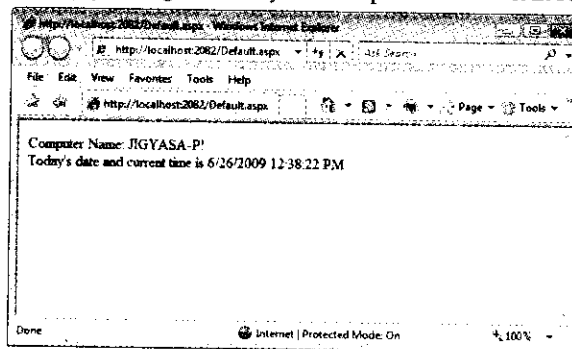 http://localhost:2082/Default.aspx - Windows Internet Explorer
http://localhost:2082/Default.aspx
File Edit View Favorites Tools Help
http://localhost:2082/Default.aspx Page Tools
Computer Name: JIGYASA-P!
Today's date and current time is 6/26/2009 12:38:22 PM
Done Internet | Protected Mode: On 100%